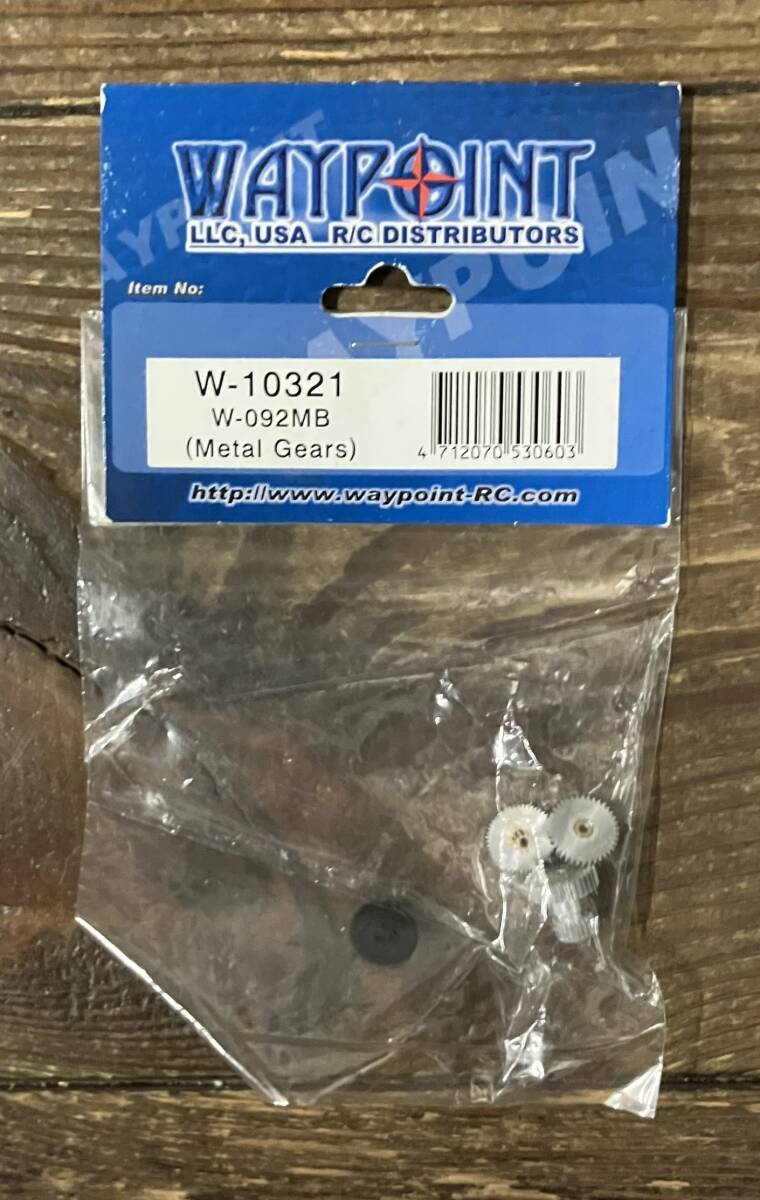 WAYPOINT
LLC, USA R/C DISTRIBUTORS
Item No:
W-10321
W-092MB
(Metal Gears)
4 712070 530603
http://www.waypoint-RC.com